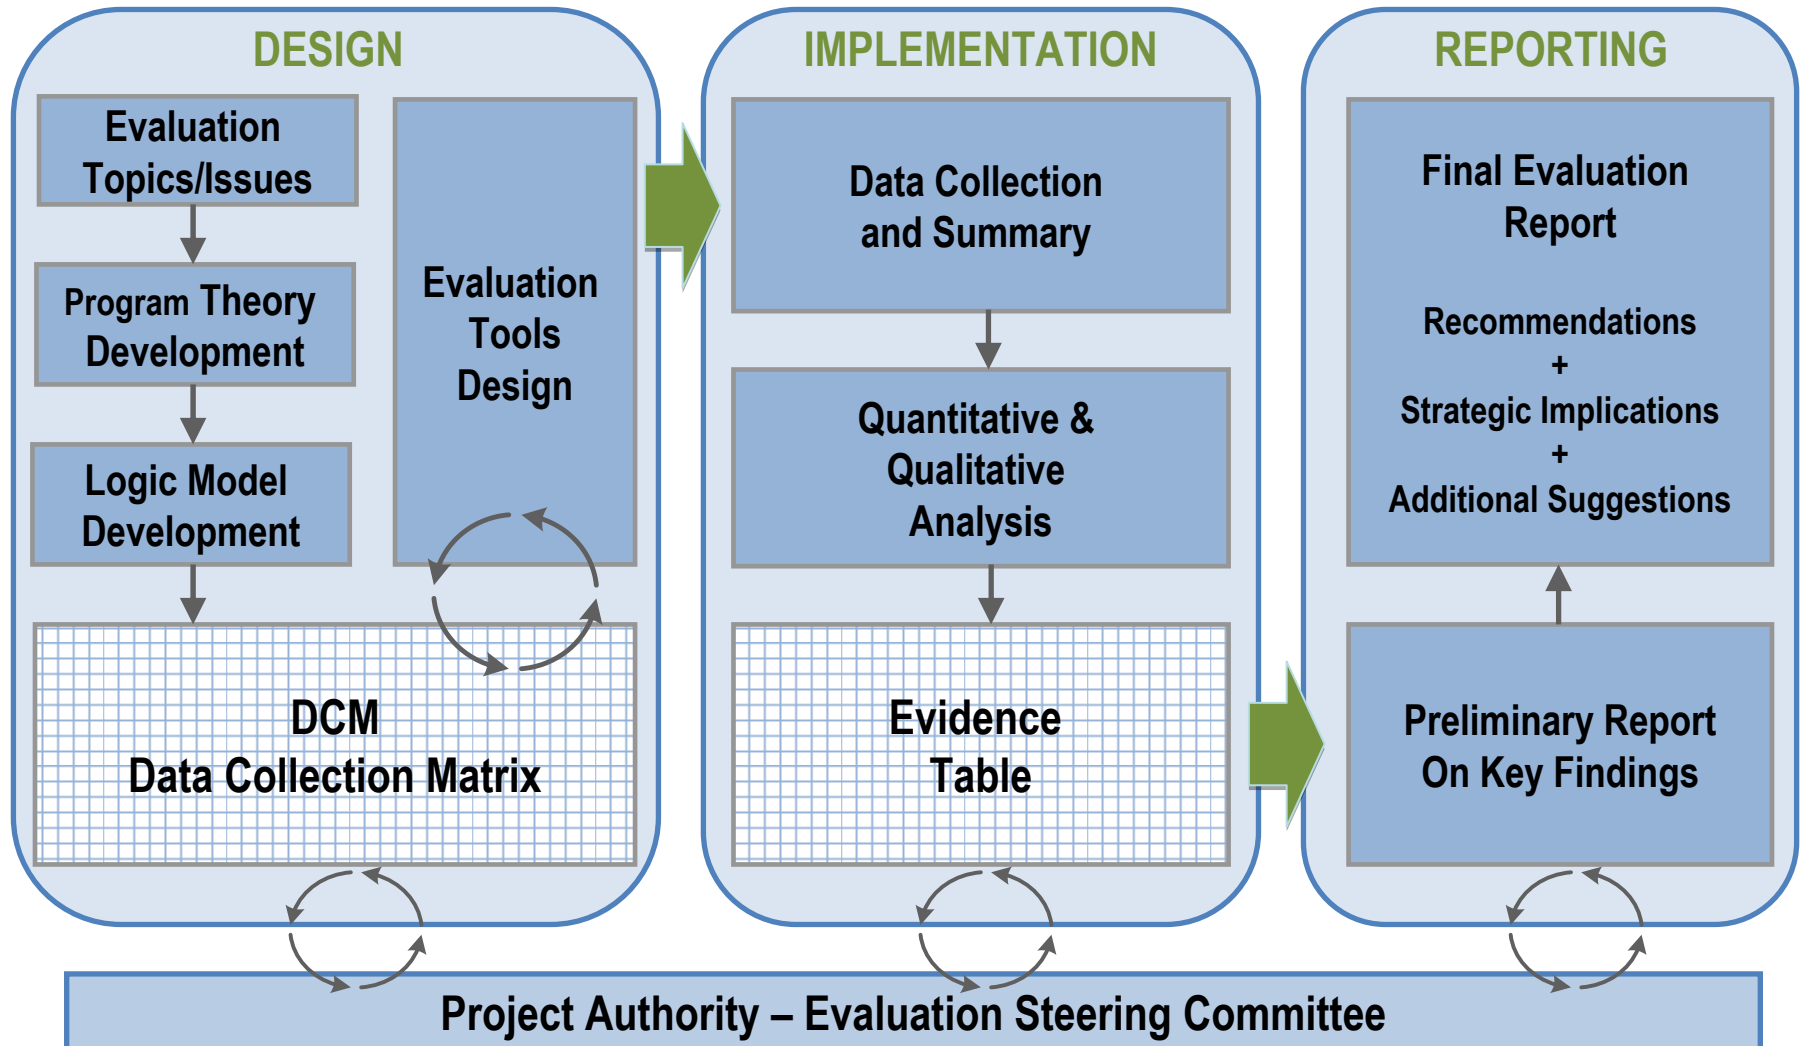 DESIGN
Evaluation
Topics/Issues
Program Theory
Development
Logic Model
Development
Evaluation
Tools
Design
DCM
Data Collection Matrix
IMPLEMENTATION
Data Collection
and Summary
Quantitative &
Qualitative
Analysis
Evidence
Table
REPORTING
Final Evaluation
Report
Recommendations
+
Strategic Implications
+
Additional Suggestions
Preliminary Report
On Key Findings
Project Authority – Evaluation Steering Committee